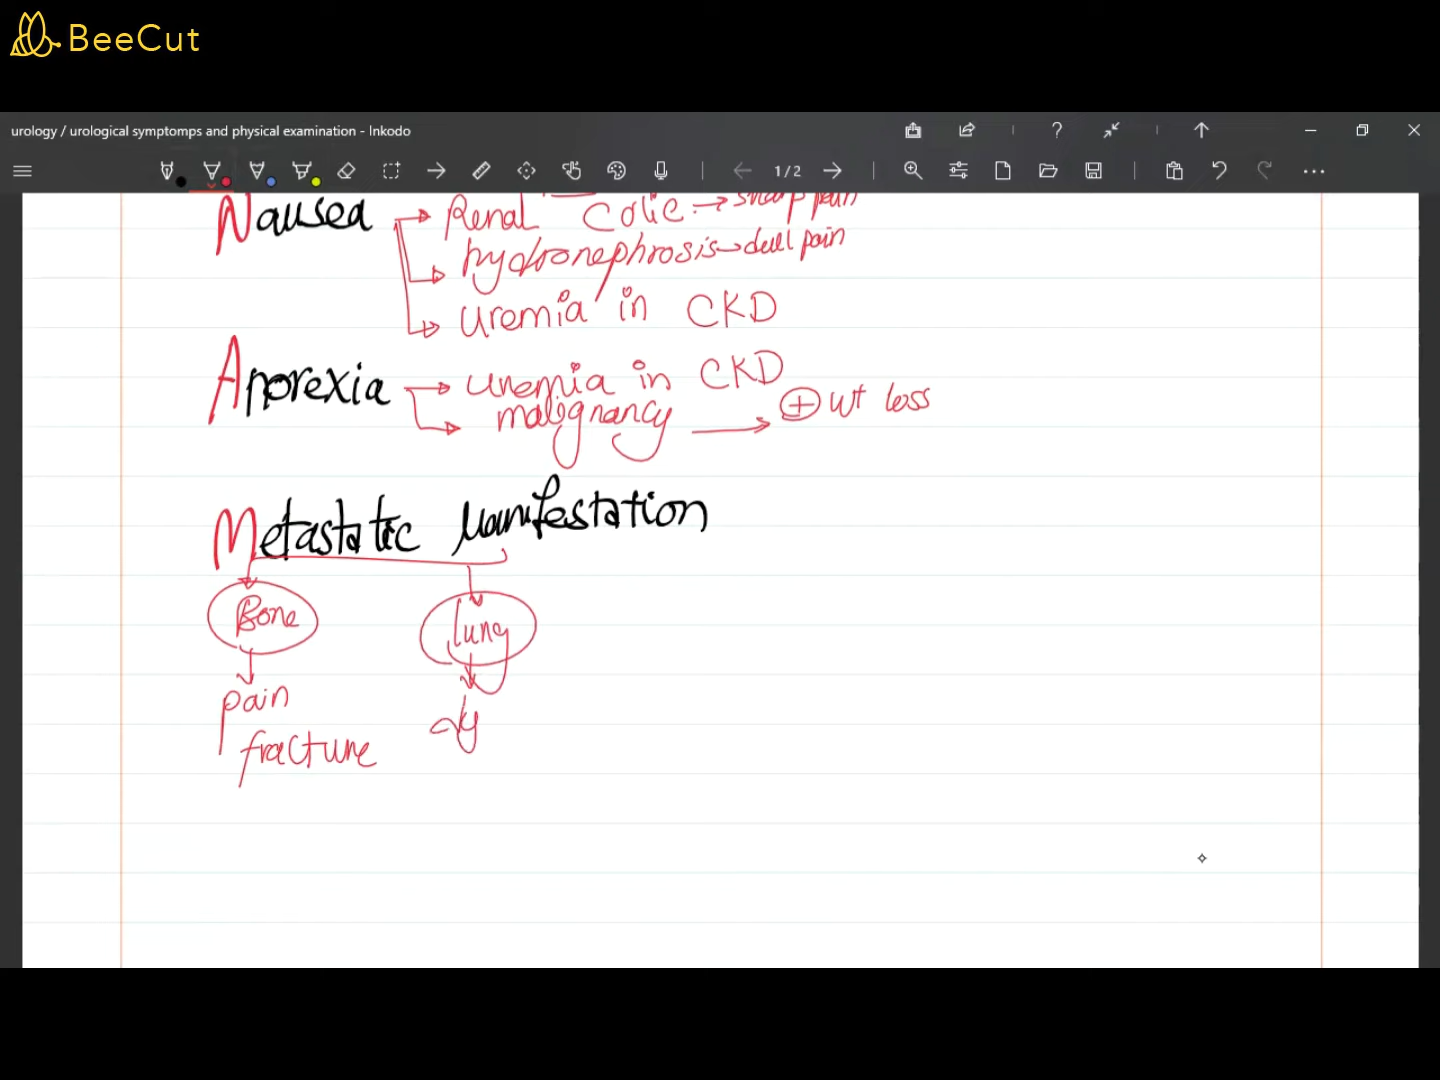 BeeCut
urology / urological symptomps and physical examination - Inkodo
1/2
Nausea
Renal Colic → sharp pain
hydronephrosis → dull pain
uremia in CKD
Anorexia
uremia in CKD
malignancy → ⊕ wt loss
Metastatic Manifestation
Bone
lung
pain
dy
fracture